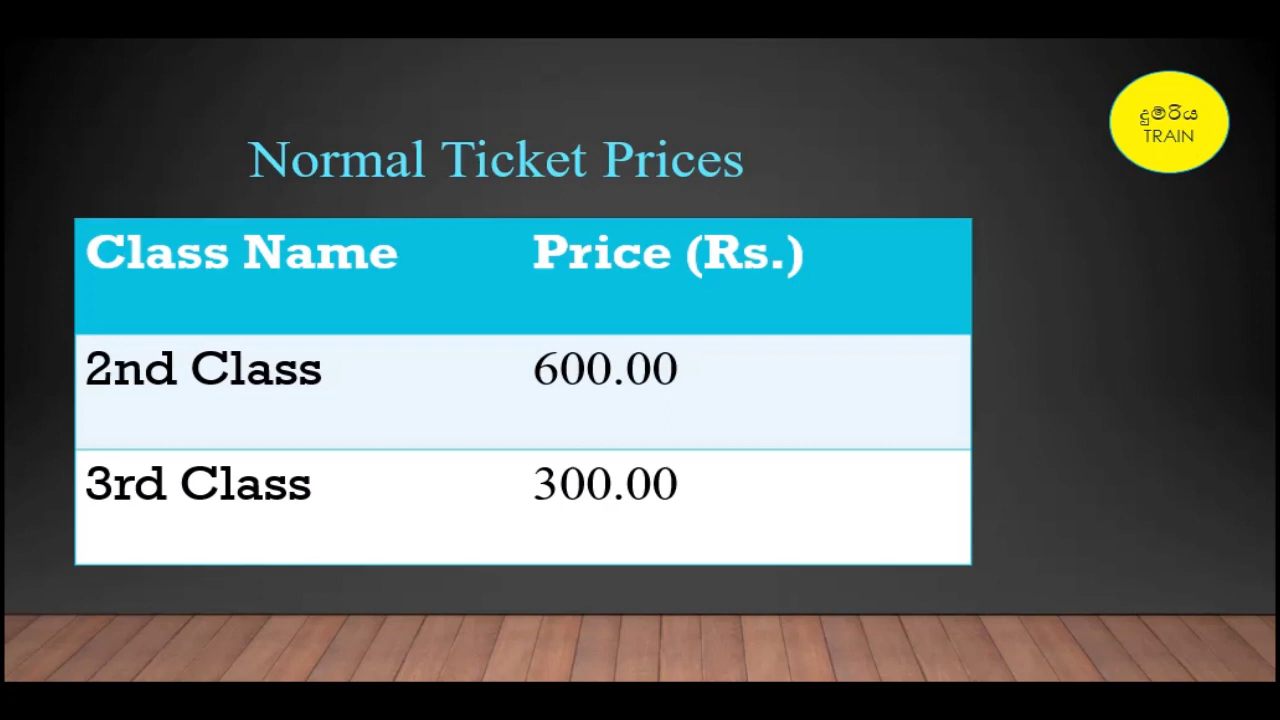 දුම්රිය
TRAIN
Normal Ticket Prices
Class Name Price (Rs.)
2nd Class 600.00
3rd Class 300.00